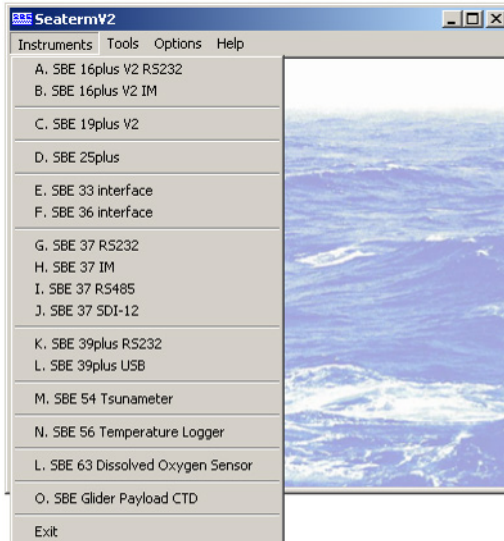 SBE SeatermV2
Instruments Tools Options Help
A. SBE 16plus V2 RS232
B. SBE 16plus V2 IM
C. SBE 19plus V2
D. SBE 25plus
E. SBE 33 interface
F. SBE 36 interface
G. SBE 37 RS232
H. SBE 37 IM
I. SBE 37 RS485
J. SBE 37 SDI-12
K. SBE 39plus RS232
L. SBE 39plus USB
M. SBE 54 Tsunameter
N. SBE 56 Temperature Logger
L. SBE 63 Dissolved Oxygen Sensor
O. SBE Glider Payload CTD
Exit